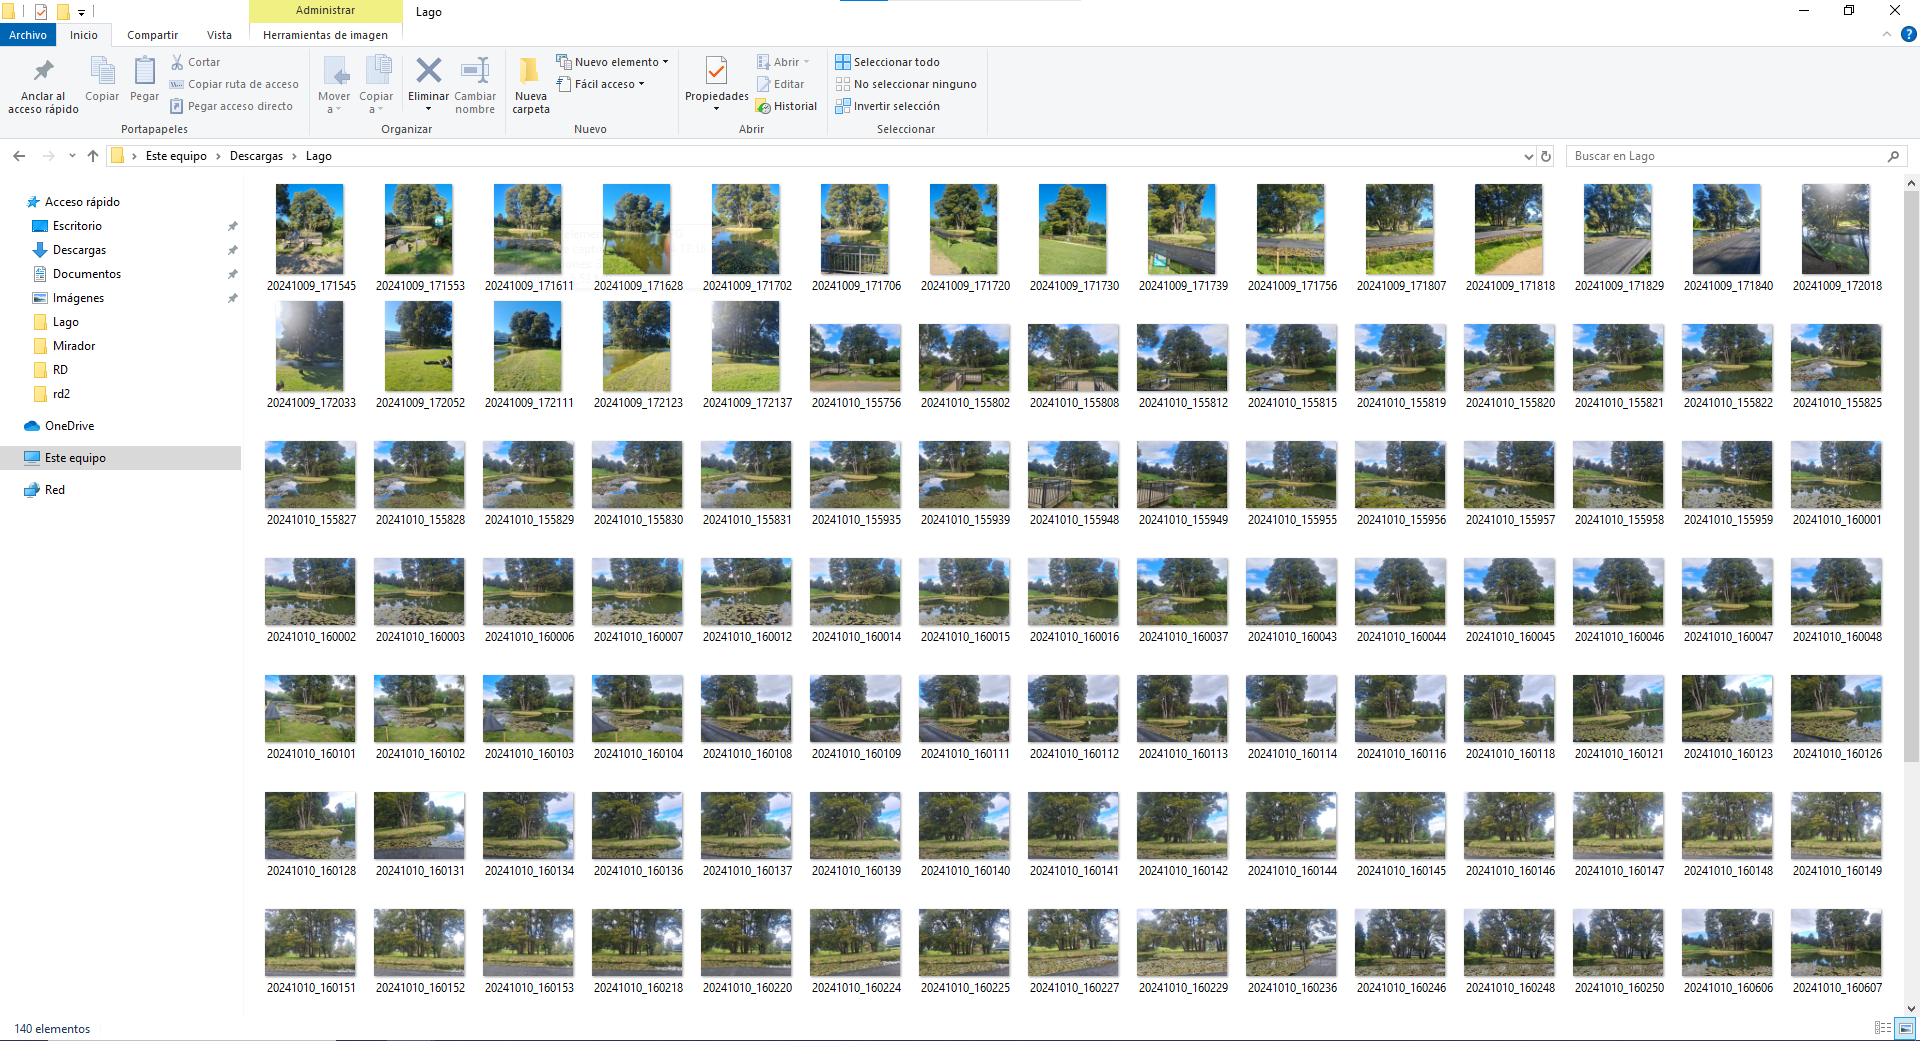 Administrar
Lago
Archivo
Inicio
Compartir
Vista
Herramientas de imagen
Anclar al
acceso rápido
Copiar
Pegar
Cortar
Copiar ruta de acceso
Pegar acceso directo
Portapapeles
Mover
a
Copiar
a
Eliminar
Cambiar
nombre
Organizar
Nueva
carpeta
Nuevo elemento
Fácil acceso
Nuevo
Propiedades
Abrir
Editar
Historial
Abrir
Seleccionar todo
No seleccionar ninguno
Invertir selección
Seleccionar
Este equipo > Descargas > Lago
Buscar en Lago
Acceso rápido
Escritorio
Descargas
Documentos
Imágenes
Lago
Mirador
RD
rd2
OneDrive
Este equipo
Red
20241009_171545 20241009_171553 20241009_171611 20241009_171628 20241009_171702 20241009_171706 20241009_171720 20241009_171730 20241009_171739 20241009_171756 20241009_171807 20241009_171818 20241009_171829 20241009_171840 20241009_172018
20241009_172033 20241009_172052 20241009_172111 20241009_172123 20241009_172137 20241010_155756 20241010_155802 20241010_155808 20241010_155812 20241010_155815 20241010_155819 20241010_155820 20241010_155821 20241010_155822 20241010_155825
20241010_155827 20241010_155828 20241010_155829 20241010_155830 20241010_155831 20241010_155935 20241010_155939 20241010_155948 20241010_155949 20241010_155955 20241010_155956 20241010_155957 20241010_155958 20241010_155959 20241010_160001
20241010_160002 20241010_160003 20241010_160006 20241010_160007 20241010_160012 20241010_160014 20241010_160015 20241010_160016 20241010_160037 20241010_160043 20241010_160044 20241010_160045 20241010_160046 20241010_160047 20241010_160048
20241010_160101 20241010_160102 20241010_160103 20241010_160104 20241010_160108 20241010_160109 20241010_160111 20241010_160112 20241010_160113 20241010_160114 20241010_160116 20241010_160118 20241010_160121 20241010_160123 20241010_160126
20241010_160128 20241010_160131 20241010_160134 20241010_160136 20241010_160137 20241010_160139 20241010_160140 20241010_160141 20241010_160142 20241010_160144 20241010_160145 20241010_160146 20241010_160147 20241010_160148 20241010_160149
20241010_160151 20241010_160152 20241010_160153 20241010_160218 20241010_160220 20241010_160224 20241010_160225 20241010_160227 20241010_160229 20241010_160236 20241010_160246 20241010_160248 20241010_160250 20241010_160606 20241010_160607
140 elementos